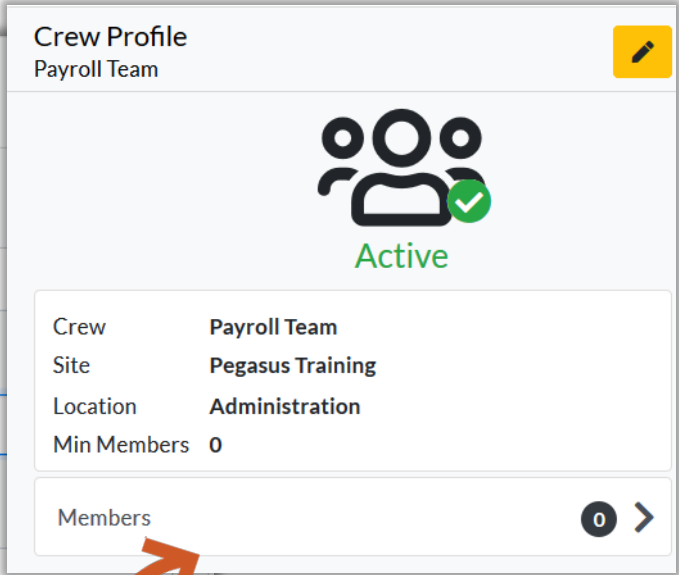 Crew Profile
Payroll Team
Active
Crew Payroll Team
Site Pegasus Training
Location Administration
Min Members 0
Members 0